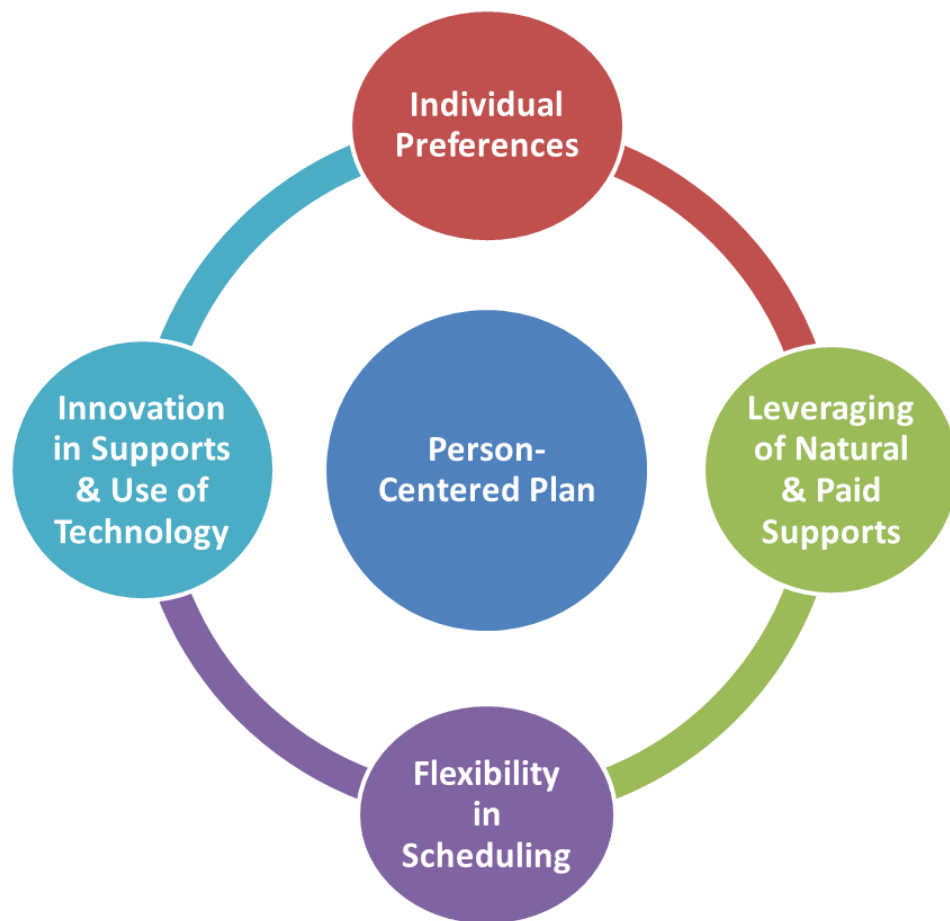 Individual
Preferences
Innovation
in Supports
& Use of
Technology
Person-
Centered Plan
Leveraging
of Natural
& Paid
Supports
Flexibility
in
Scheduling